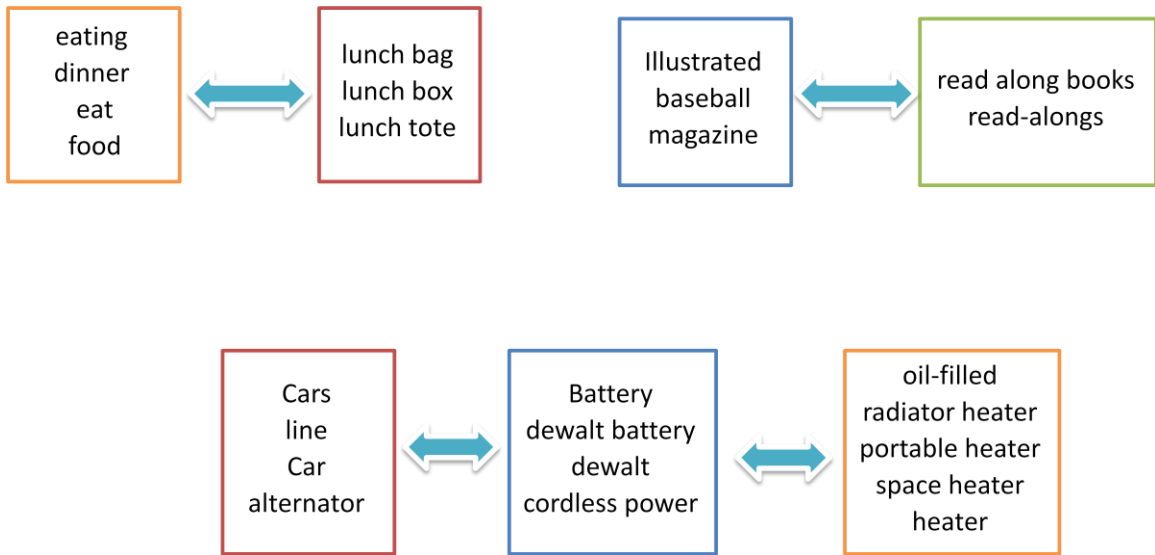 eating
dinner
eat
food
lunch bag
lunch box
lunch tote
Illustrated
baseball
magazine
read along books
read-alongs
Cars
line
Car
alternator
Battery
dewalt battery
dewalt
cordless power
oil-filled
radiator heater
portable heater
space heater
heater